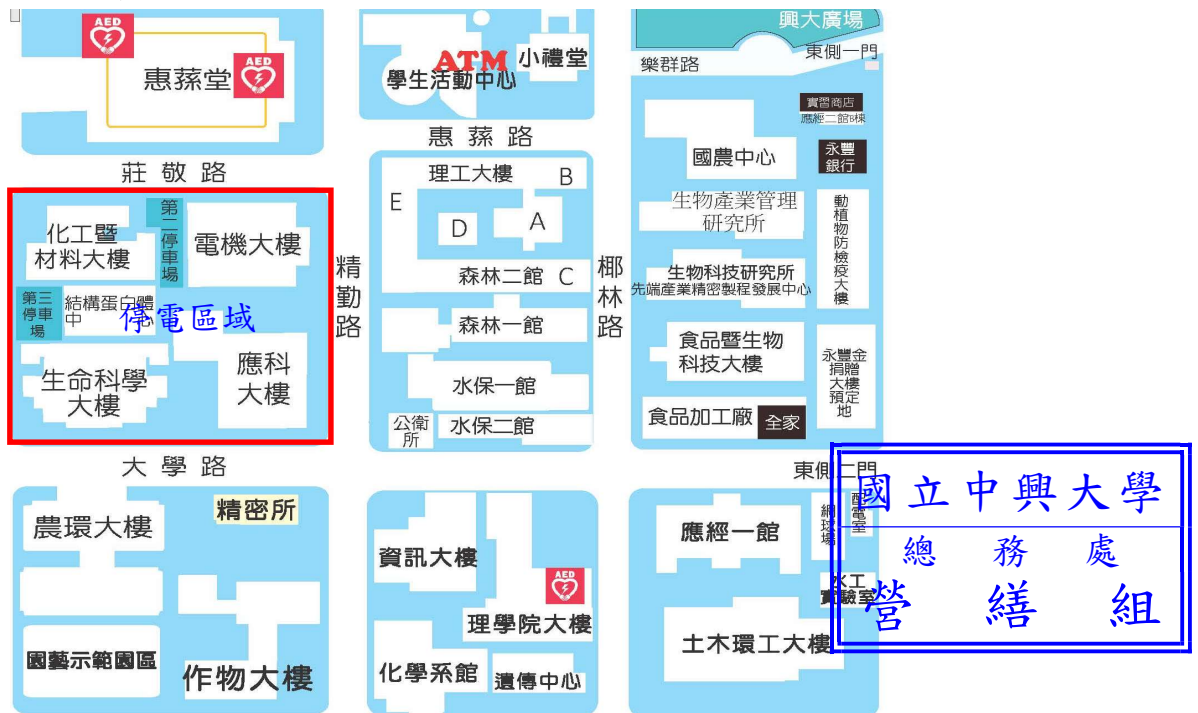 AED
惠蓀堂
AED
ATM
學生活動中心
小禮堂
興大廣場
東側一門
樂群路
莊敬路
惠蓀路
實習商店
應經二館B棟
國農中心
永豐
銀行
生物產業管理
研究所
動植物防檢疫大樓
生物科技研究所
先端產業精密製程發展中心
食品暨生物
科技大樓
永豐金
捐贈
大樓
預定
地
食品加工廠
全家
理工大樓
B
E
D
A
森林二館
C
森林一館
水保一館
公衛
所
水保二館
精勤路
椰林路
化工暨
材料大樓
第二停車場
電機大樓
第三
停車
場
結構蛋白體
中心
停電區域
生命科學
大樓
應科
大樓
大學路
東側二門
農環大樓
精密所
園藝示範園區
作物大樓
資訊大樓
AED
理學院大樓
化學系館
遺傳中心
應經一館
網球場
配電室
水工
實驗室
土木環工大樓
國立中興大學
總務處
營繕組